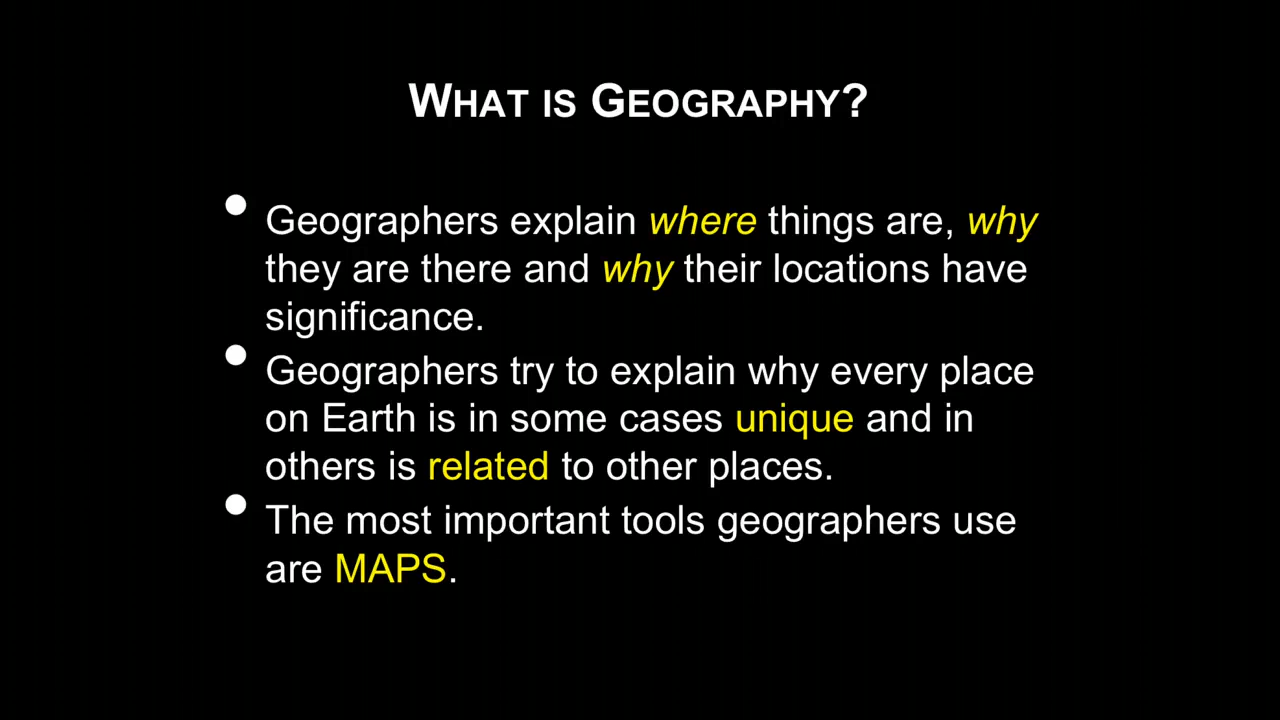 WHAT IS GEOGRAPHY?
• Geographers explain where things are, why
they are there and why their locations have
significance.
• Geographers try to explain why every place
on Earth is in some cases unique and in
others is related to other places.
• The most important tools geographers use
are MAPS.